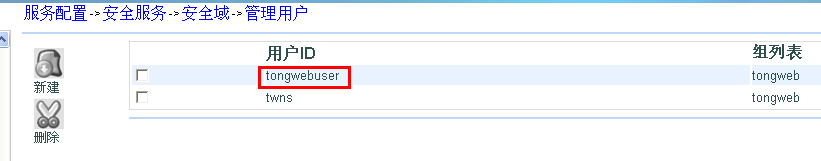 服务配置->安全服务->安全域->管理用户
新建
删除
用户ID 组列表
tongwebuser tongweb
twns tongweb